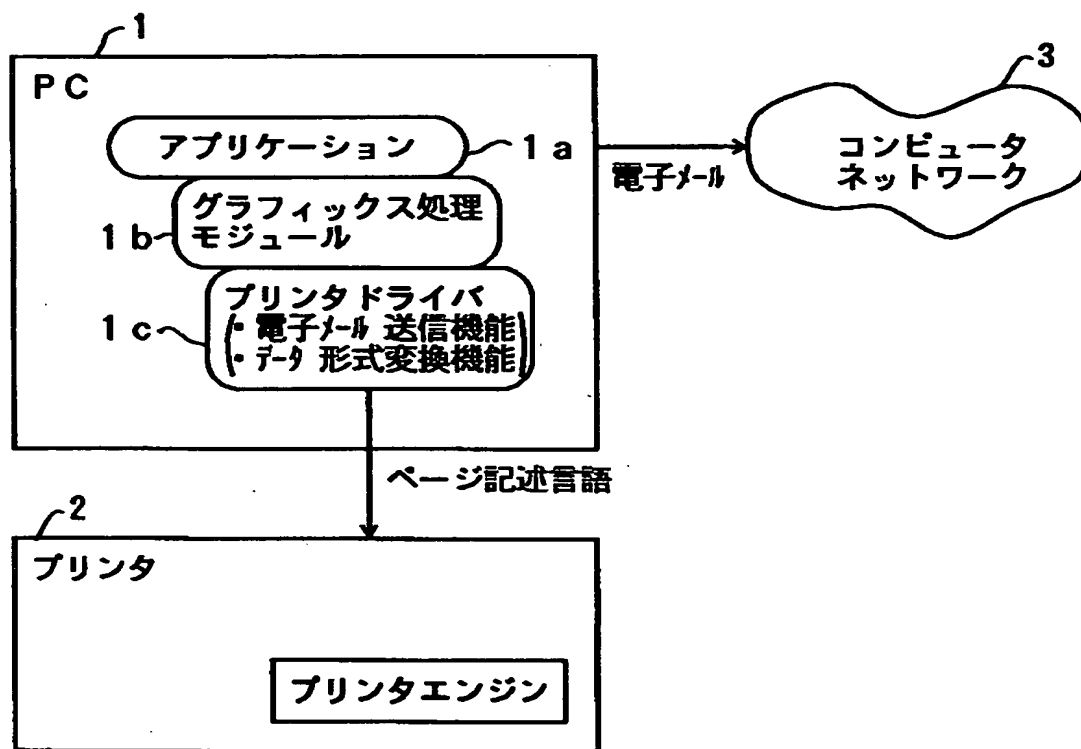 1
PC
アプリケーション
1a
グラフィックス処理
モジュール
1b
プリンタドライバ
・電子メール 送信機能
・データ 形式変換機能
1c
電子メール
3
コンピュータ
ネットワーク
ページ記述言語
2
プリンタ
プリンタエンジン